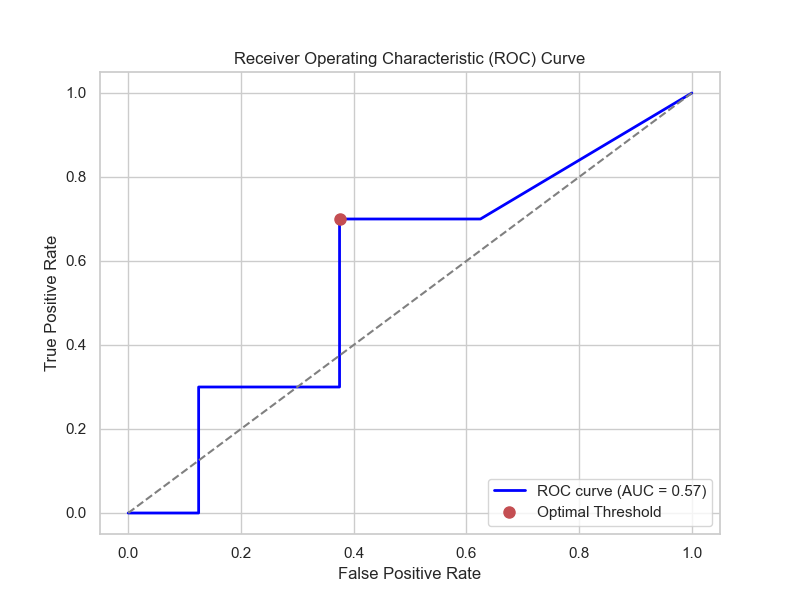 Receiver Operating Characteristic (ROC) Curve
True Positive Rate
1.0
0.8
0.6
0.4
0.2
0.0
ROC curve (AUC = 0.57)
Optimal Threshold
0.0 0.2 0.4 0.6 0.8 1.0
False Positive Rate